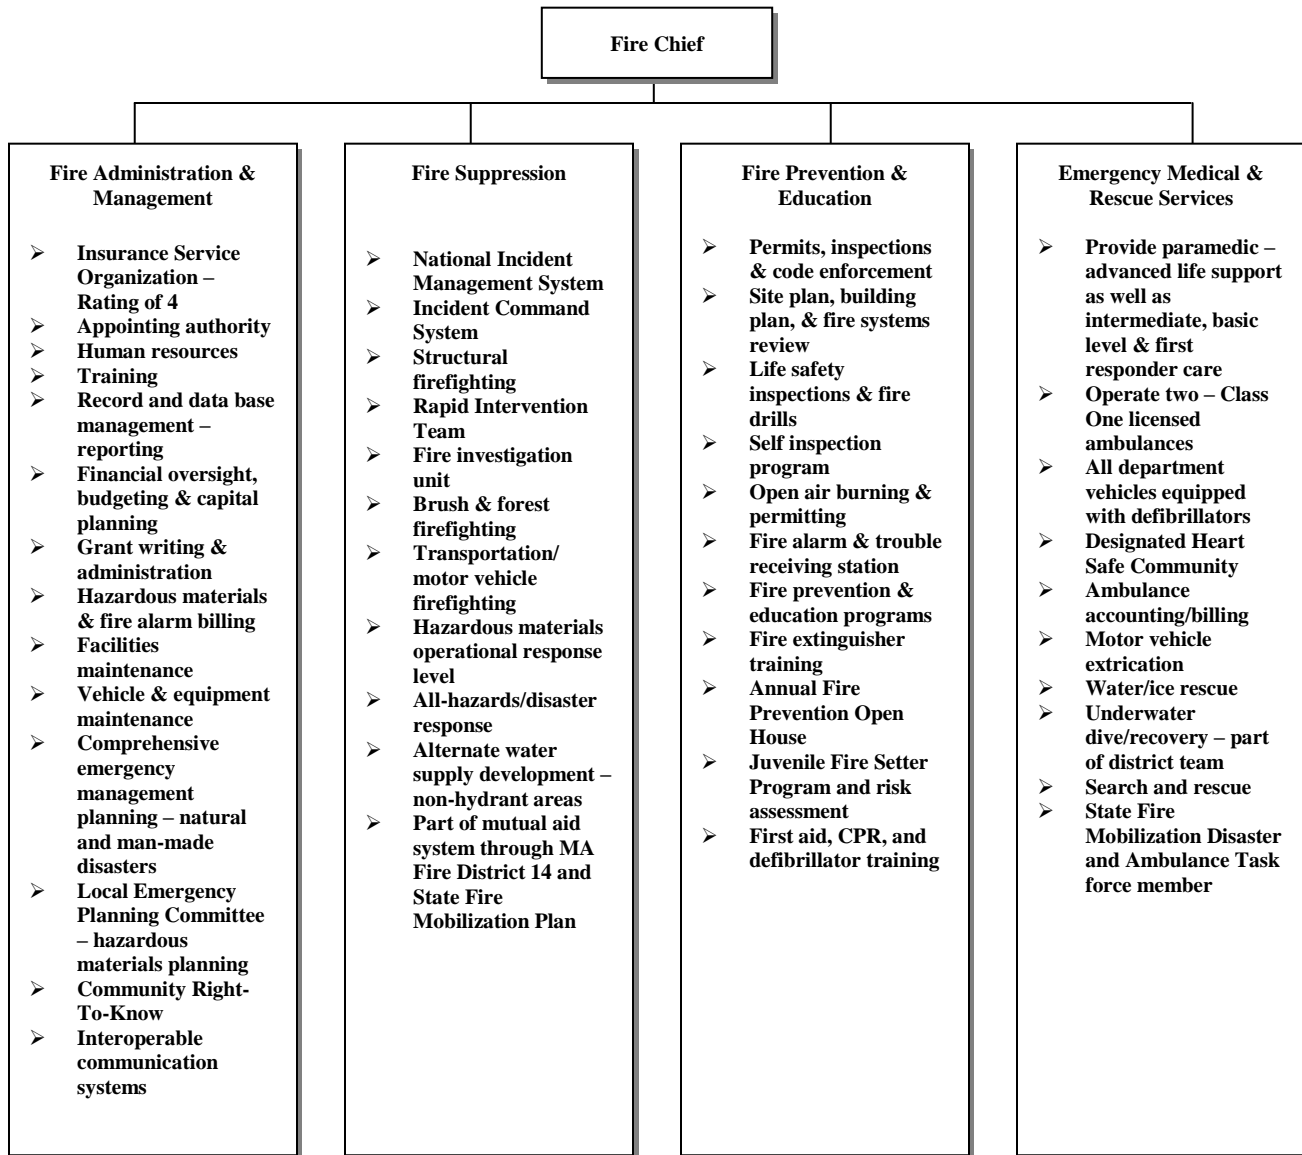 Fire Chief
Fire Administration &
Management
➢ Insurance Service
Organization –
Rating of 4
➢ Appointing authority
➢ Human resources
➢ Training
➢ Record and data base
management –
reporting
➢ Financial oversight,
budgeting & capital
planning
➢ Grant writing &
administration
➢ Hazardous materials
& fire alarm billing
➢ Facilities
maintenance
➢ Vehicle & equipment
maintenance
➢ Comprehensive
emergency
management
planning – natural
and man-made
disasters
➢ Local Emergency
Planning Committee
– hazardous
materials planning
➢ Community Right-
To-Know
➢ Interoperable
communication
systems
Fire Suppression
➢ National Incident
Management System
➢ Incident Command
System
➢ Structural
firefighting
➢ Rapid Intervention
Team
➢ Fire investigation
unit
➢ Brush & forest
firefighting
➢ Transportation/
motor vehicle
firefighting
➢ Hazardous materials
operational response
level
➢ All-hazards/disaster
response
➢ Alternate water
supply development –
non-hydrant areas
➢ Part of mutual aid
system through MA
Fire District 14 and
State Fire
Mobilization Plan
Fire Prevention &
Education
➢ Permits, inspections
& code enforcement
➢ Site plan, building
plan, & fire systems
review
➢ Life safety
inspections & fire
drills
➢ Self inspection
program
➢ Open air burning &
permitting
➢ Fire alarm & trouble
receiving station
➢ Fire prevention &
education programs
➢ Fire extinguisher
training
➢ Annual Fire
Prevention Open
House
➢ Juvenile Fire Setter
Program and risk
assessment
➢ First aid, CPR, and
defibrillator training
Emergency Medical &
Rescue Services
➢ Provide paramedic –
advanced life support
as well as
intermediate, basic
level & first
responder care
➢ Operate two – Class
One licensed
ambulances
➢ All department
vehicles equipped
with defibrillators
➢ Designated Heart
Safe Community
➢ Ambulance
accounting/billing
➢ Motor vehicle
extrication
➢ Water/ice rescue
➢ Underwater
dive/recovery – part
of district team
➢ Search and rescue
➢ State Fire
Mobilization Disaster
and Ambulance Task
force member